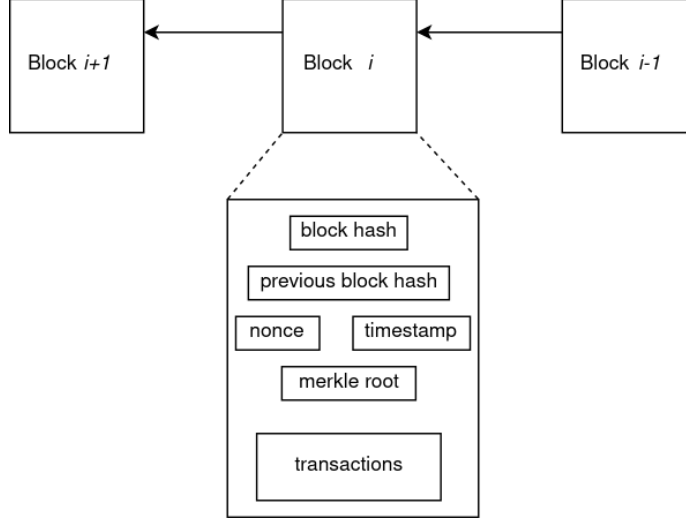 Block i+1
Block i
Block i-1
block hash
previous block hash
nonce
timestamp
merkle root
transactions